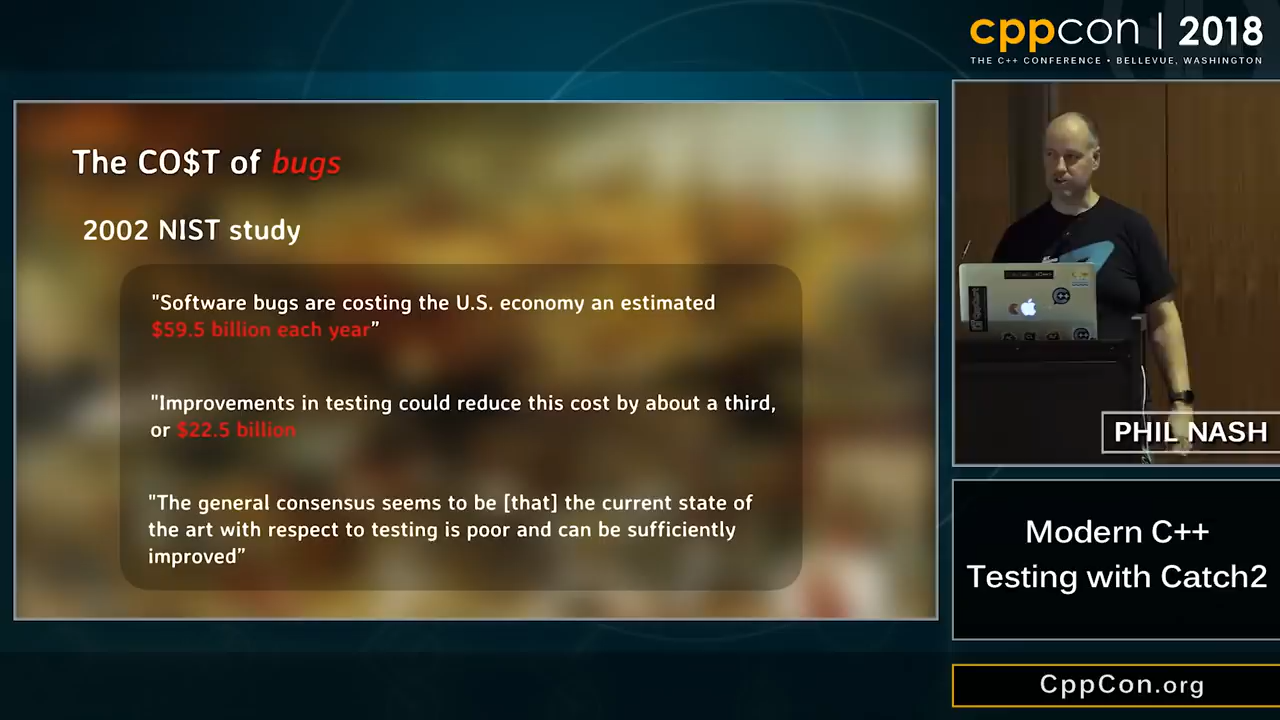 cppcon | 2018
THE C++ CONFERENCE • BELLEVUE, WASHINGTON
The CO$T of bugs
2002 NIST study
"Software bugs are costing the U.S. economy an estimated
$59.5 billion each year”
"Improvements in testing could reduce this cost by about a third,
or $22.5 billion
"The general consensus seems to be [that] the current state of
the art with respect to testing is poor and can be sufficiently
improved”
PHIL NASH
Modern C++
Testing with Catch2
CppCon.org